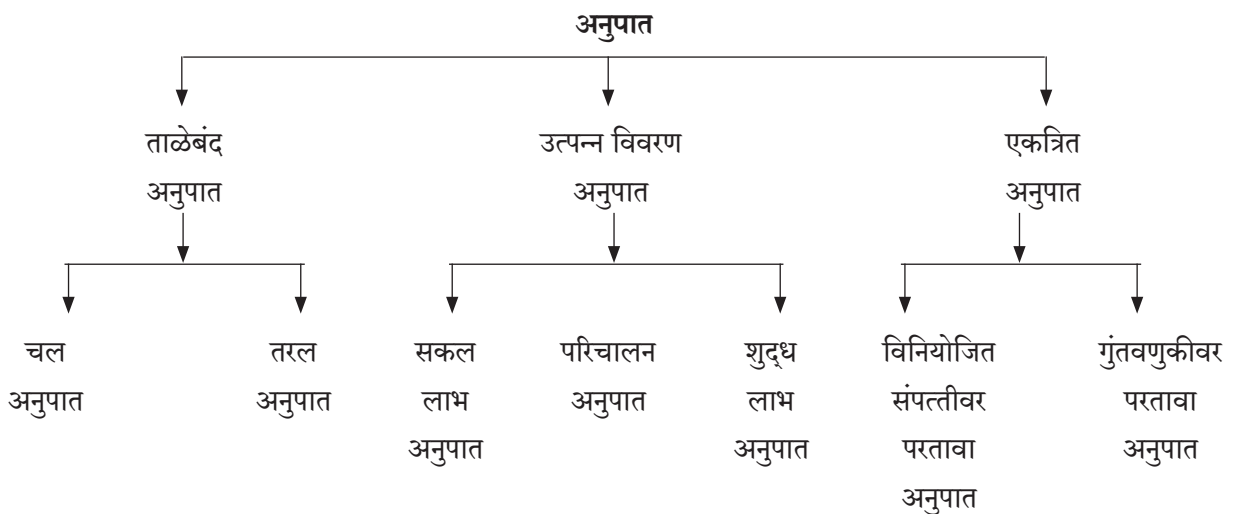 अनुपात
ताळेबंद
अनुपात
उत्पन्न विवरण
अनुपात
एकत्रित
अनुपात
चल
अनुपात
तरल
अनुपात
सकल
लाभ
अनुपात
परिचालन
अनुपात
शुद्ध
लाभ
अनुपात
विनियोजित
संपत्तीवर
परतावा
अनुपात
गुंतवणुकीवर
परतावा
अनुपात